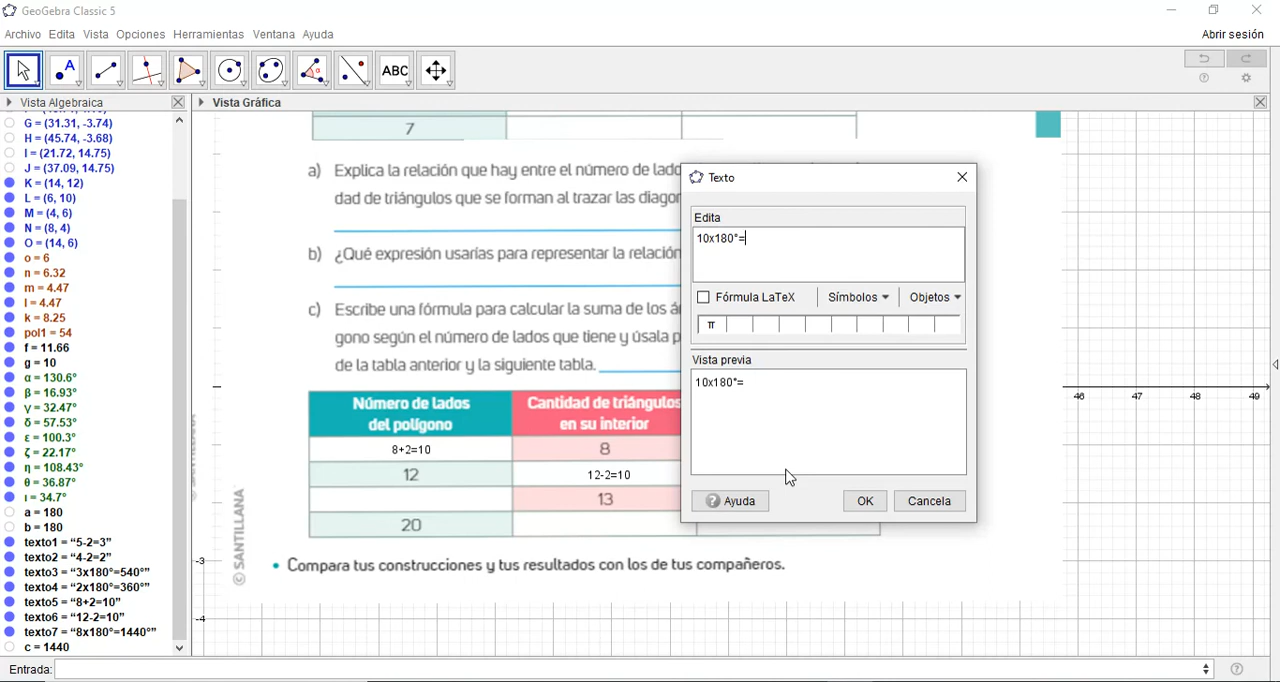 GeoGebra Classic 5
Archivo Edita Vista Opciones Herramientas Ventana Ayuda
Abrir sesión
A
ABC
Vista Algebraica
Vista Gráfica
G = (31.31, -3.74)
H = (45.74, -3.68)
I = (21.72, 14.75)
J = (37.09, 14.75)
K = (14, 12)
L = (6, 10)
M = (4, 6)
N = (8, 4)
O = (14, 6)
o = 6
n = 6.32
m = 4.47
l = 4.47
k = 8.25
pol1 = 54
f = 11.66
g = 10
α = 130.6°
β = 16.93°
γ = 32.47°
δ = 57.53°
ε = 100.3°
ζ = 22.17°
η = 108.43°
θ = 36.87°
ι = 34.7°
a = 180
b = 180
texto1 = “5-2=3”
texto2 = “4-2=2”
texto3 = “3x180°=540°”
texto4 = “2x180°=360°”
texto5 = “8+2=10”
texto6 = “12-2=10”
texto7 = “8x180°=1440°”
c = 1440
7
a) Explica la relación que hay entre el número de lado
dad de triángulos que se forman al trazar las diagor
b) ¿Qué expresión usarías para representar la relación
c) Escribe una fórmula para calcular la suma de los á
gono según el número de lados que tiene y úsala p
de la tabla anterior y la siguiente tabla.
Número de lados del polígono
Cantidad de triángulos en su interior
8+2=10 8
12 12-2=10
13
20
• Compara tus construcciones y tus resultados con los de tus compañeros.
© SANTILLANA
-3
-4
46 47 48 49
Texto
Edita
10x180°=
Fórmula LaTeX Símbolos Objetos
π
Vista previa
10x180°=
Ayuda OK Cancela
Entrada: